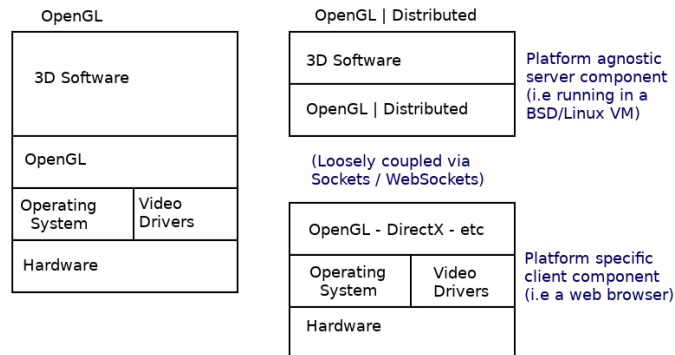 OpenGL
3D Software
OpenGL
Operating
System
Video
Drivers
Hardware
OpenGL | Distributed
3D Software
OpenGL | Distributed
Platform agnostic
server component
(i.e running in a
BSD/Linux VM)
(Loosely coupled via
Sockets / WebSockets)
OpenGL - DirectX - etc
Operating
System
Video
Drivers
Hardware
Platform specific
client component
(i.e a web browser)